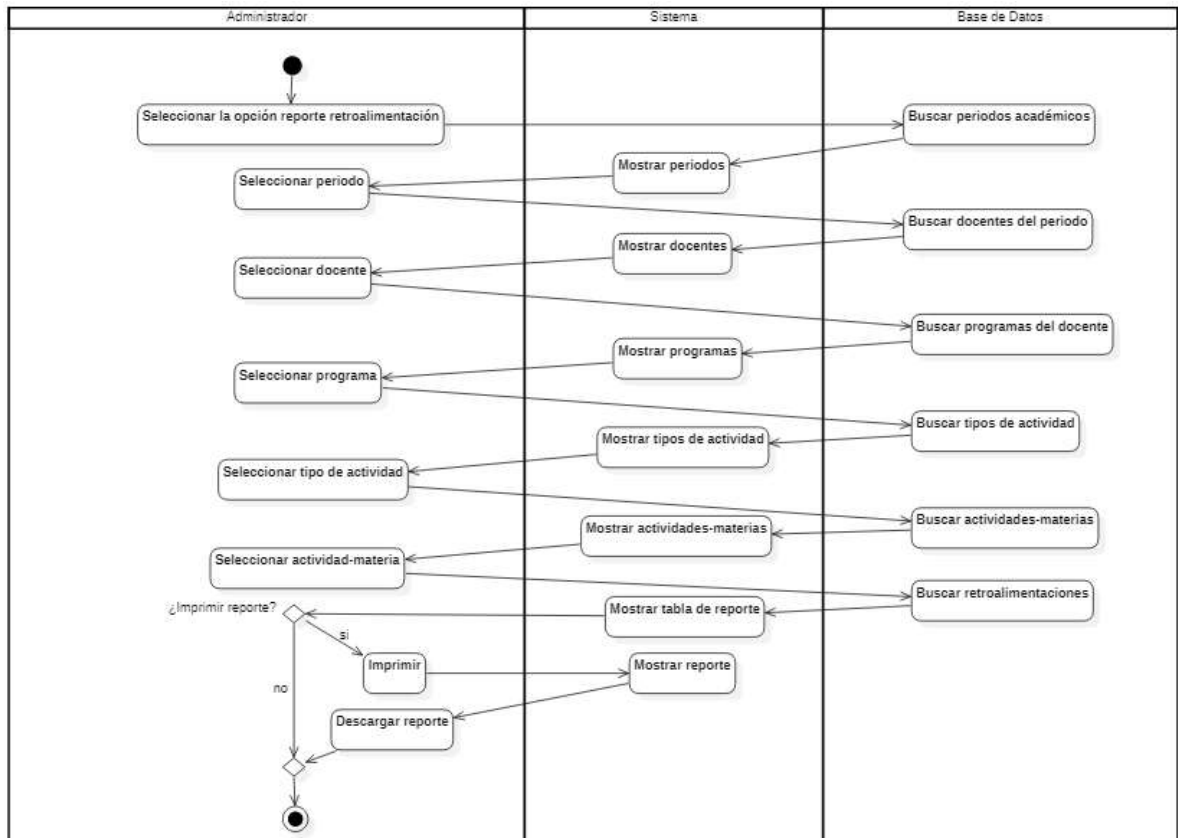 Administrador
Sistema
Base de Datos
Seleccionar la opción reporte retroalimentación
Buscar periodos académicos
Mostrar periodos
Seleccionar periodo
Buscar docentes del periodo
Mostrar docentes
Seleccionar docente
Buscar programas del docente
Mostrar programas
Seleccionar programa
Buscar tipos de actividad
Mostrar tipos de actividad
Seleccionar tipo de actividad
Buscar actividades-materias
Mostrar actividades-materias
Seleccionar actividad-materia
Buscar retroalimentaciones
Mostrar tabla de reporte
¿Imprimir reporte?
si
Imprimir
Mostrar reporte
no
Descargar reporte